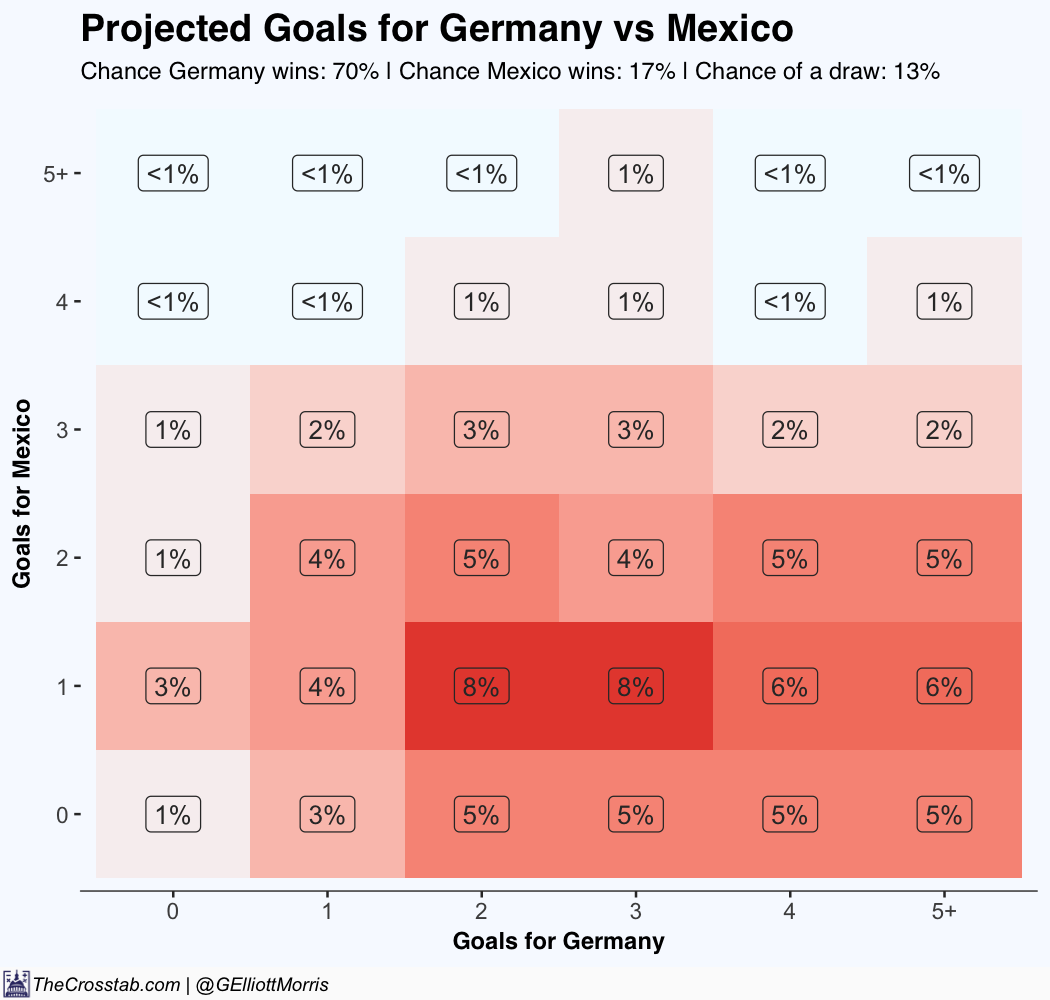 Projected Goals for Germany vs Mexico
Chance Germany wins: 70% | Chance Mexico wins: 17% | Chance of a draw: 13%
5+ <1% <1% <1% 1% <1% <1%
4 <1% <1% 1% 1% <1% 1%
3 1% 2% 3% 3% 2% 2%
2 1% 4% 5% 4% 5% 5%
1 3% 4% 8% 8% 6% 6%
0 1% 3% 5% 5% 5% 5%
Goals for Mexico
0 1 2 3 4 5+
Goals for Germany
TheCrosstab.com | @GElliottMorris